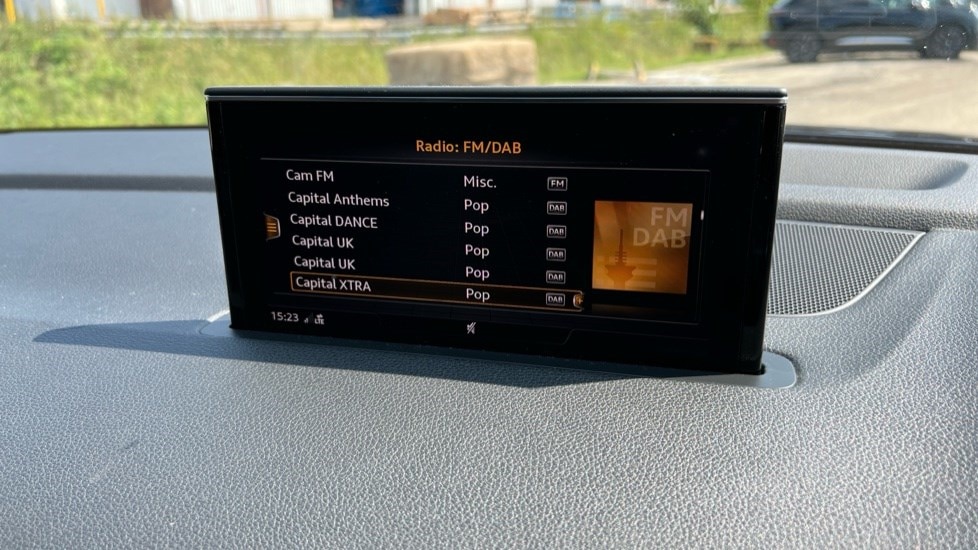 Radio: FM/DAB
Cam FM Misc. FM
Capital Anthems Pop DAB
Capital DANCE Pop DAB
Capital UK Pop DAB
Capital UK Pop DAB
Capital XTRA Pop DAB
FM
DAB
15:23 LTE